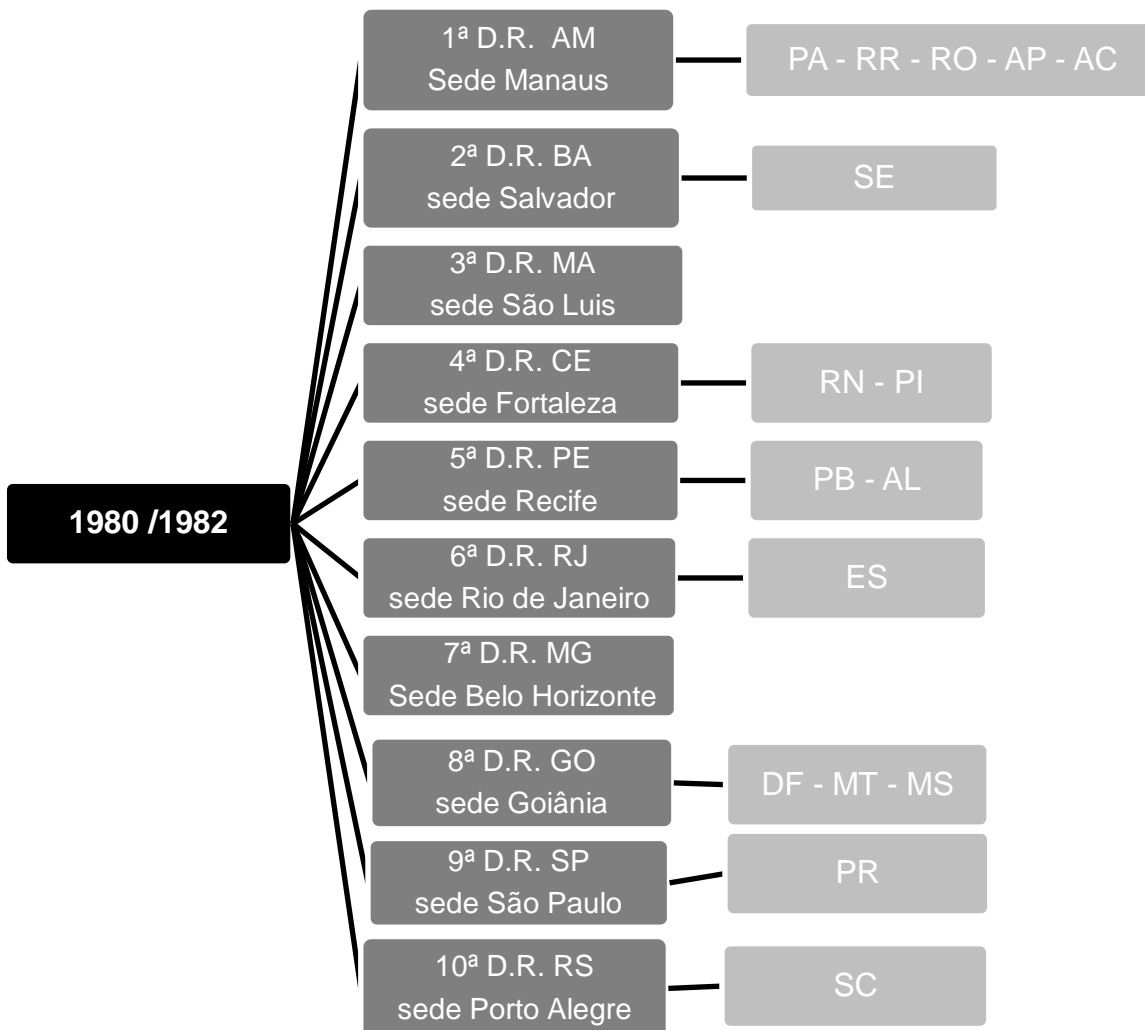 1980 /1982
1ª D.R. AM
Sede Manaus
PA - RR - RO - AP - AC
2ª D.R. BA
sede Salvador
SE
3ª D.R. MA
sede São Luis
4ª D.R. CE
sede Fortaleza
RN - PI
5ª D.R. PE
sede Recife
PB - AL
6ª D.R. RJ
sede Rio de Janeiro
ES
7ª D.R. MG
Sede Belo Horizonte
8ª D.R. GO
sede Goiânia
DF - MT - MS
9ª D.R. SP
sede São Paulo
PR
10ª D.R. RS
sede Porto Alegre
SC